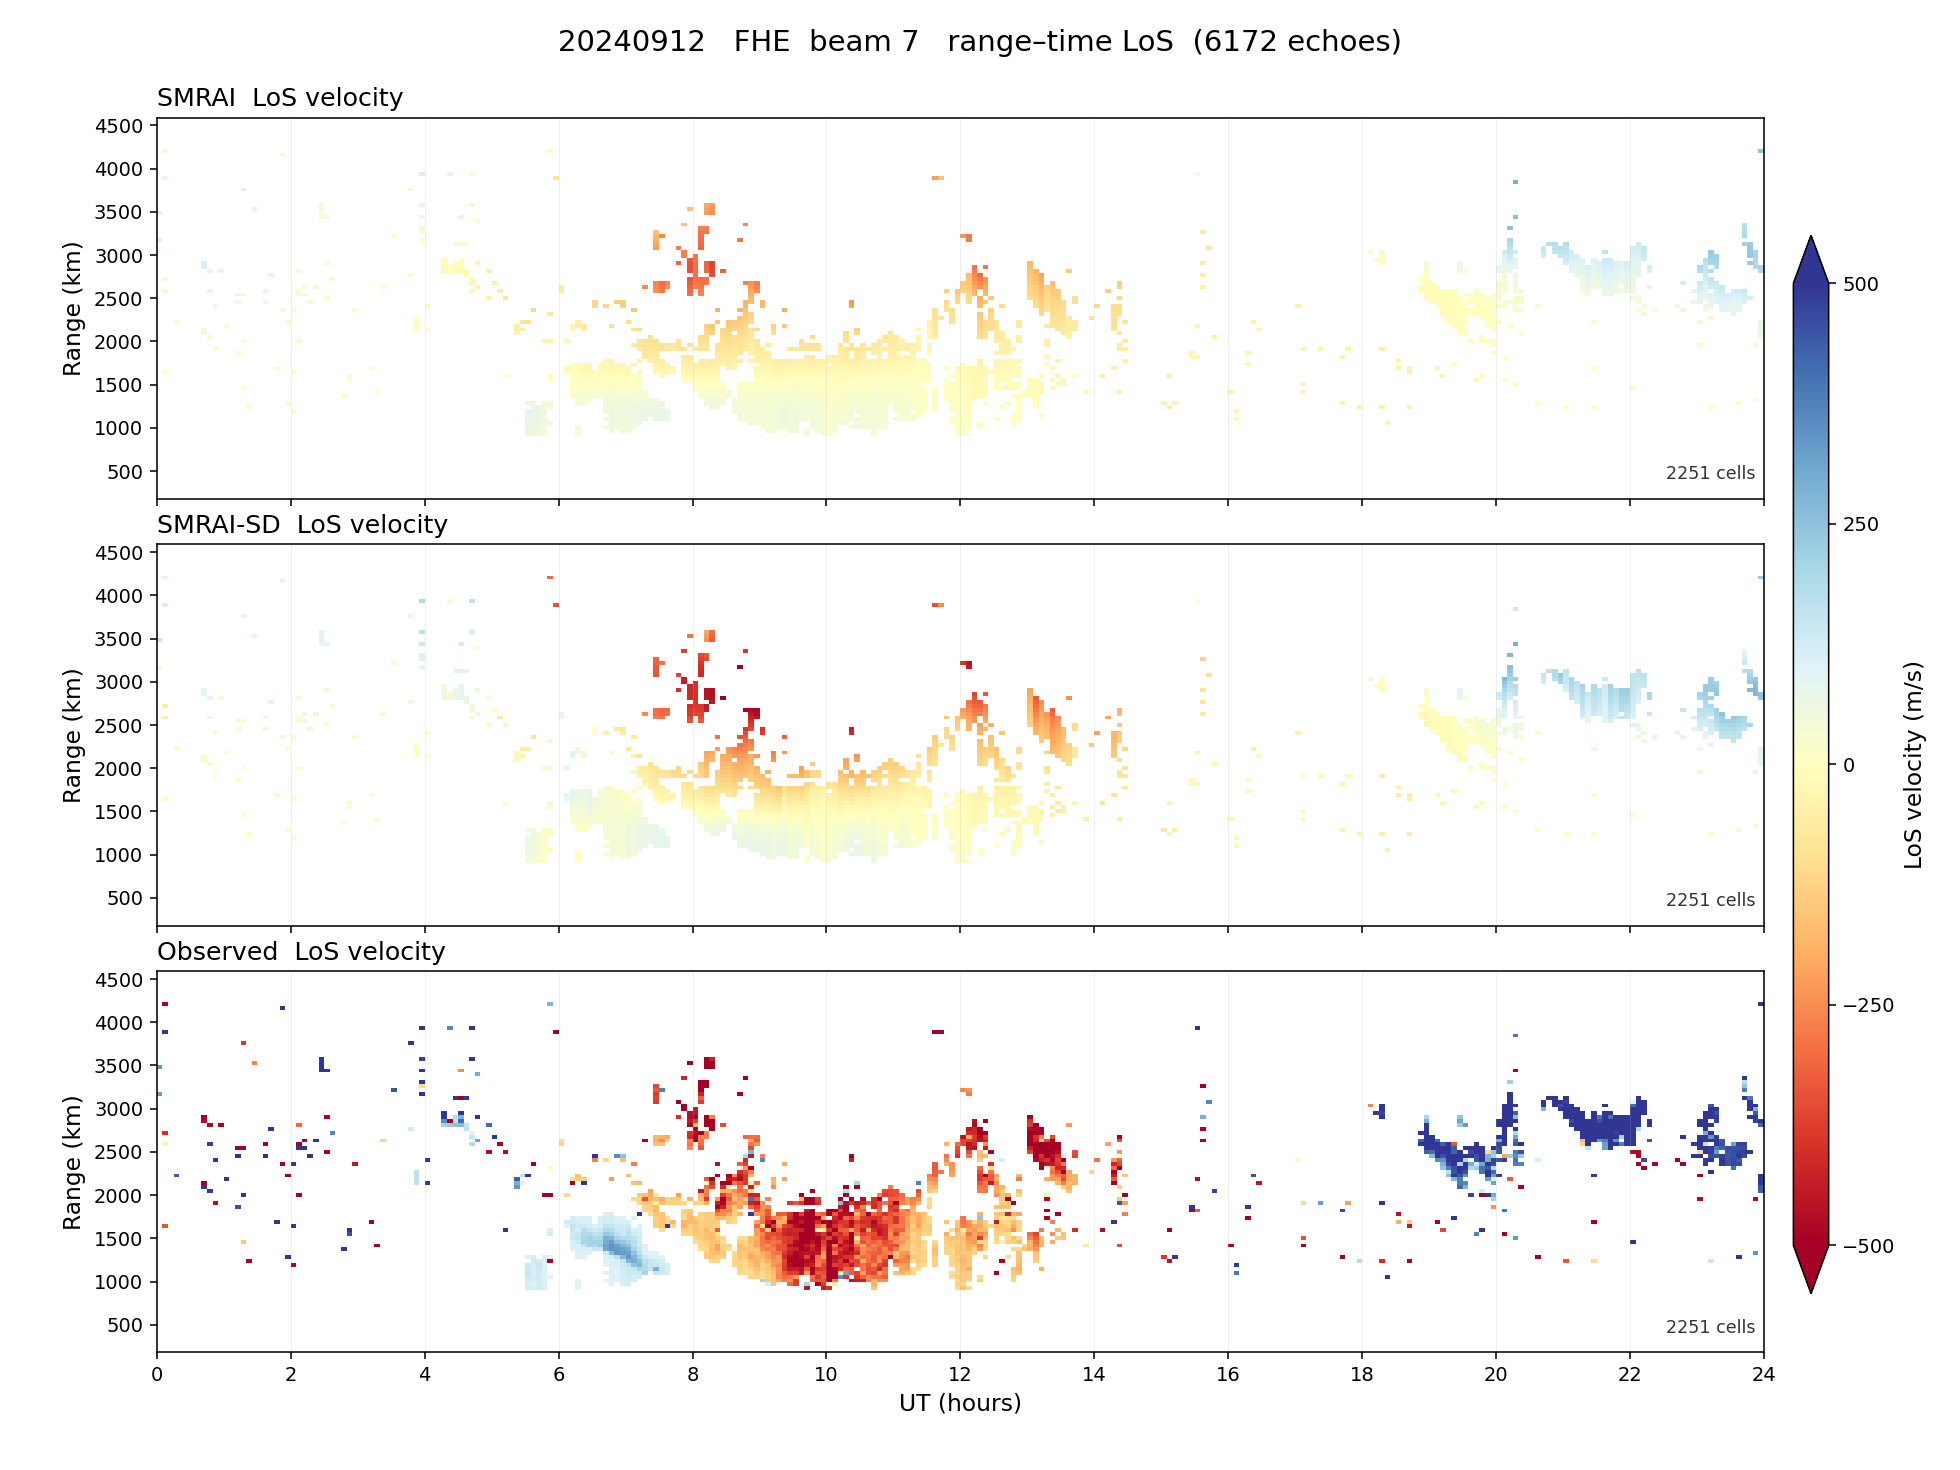 20240912   FHE  beam 7   range–time LoS  (6172 echoes)
SMRAI  LoS velocity
4500
4000
3500
3000
2500
2000
1500
1000
500
Range (km)
2251 cells
SMRAI-SD  LoS velocity
4500
4000
3500
3000
2500
2000
1500
1000
500
Range (km)
2251 cells
Observed  LoS velocity
4500
4000
3500
3000
2500
2000
1500
1000
500
Range (km)
2251 cells
0 2 4 6 8 10 12 14 16 18 20 22 24
UT (hours)
500
250
0
−250
−500
LoS velocity (m/s)